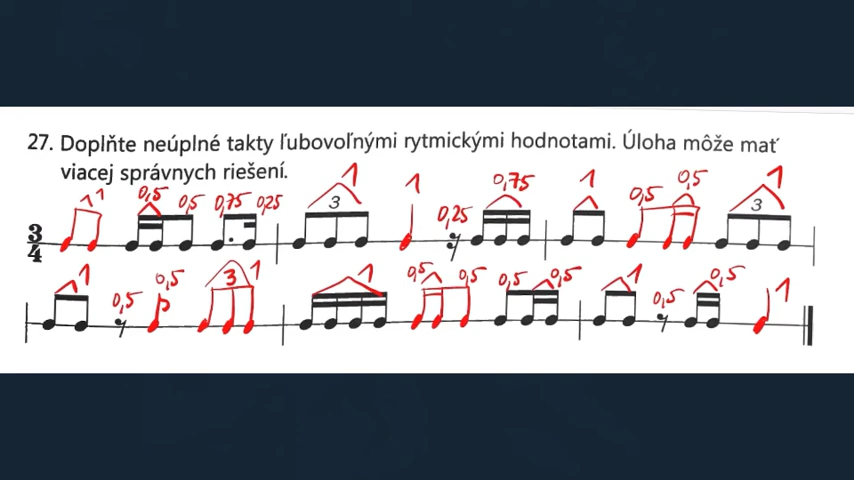 27. Doplňte neúplné takty ľubovoľnými rytmickými hodnotami. Úloha môže mať
viacej správnych riešení.
1 0,5 0,5 0,75 0,25 3 1 1 0,25 0,75 1 0,5 0,5 3 1
3
4
1 0,5 0,5 3 1 1 0,5 0,5 0,5 0,5 1 0,5 0,5 1